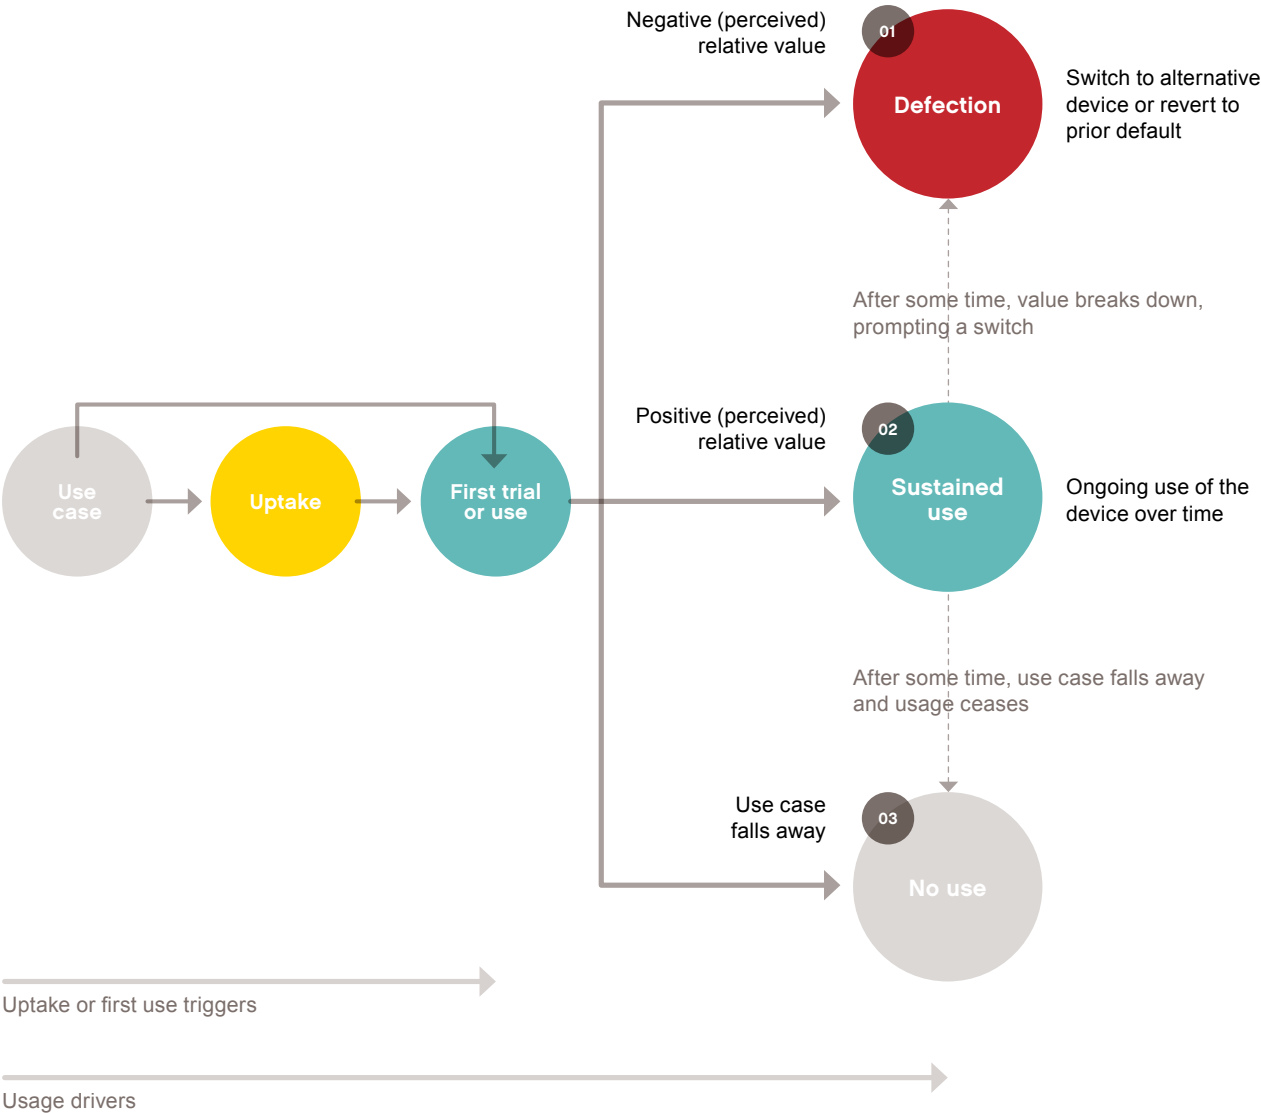 Negative (perceived)
relative value
01
Defection
Switch to alternative
device or revert to
prior default
After some time, value breaks down,
prompting a switch
Use
case
Uptake
First trial
or use
Positive (perceived)
relative value
02
Sustained
use
Ongoing use of the
device over time
After some time, use case falls away
and usage ceases
Use case
falls away
03
No use
Uptake or first use triggers
Usage drivers